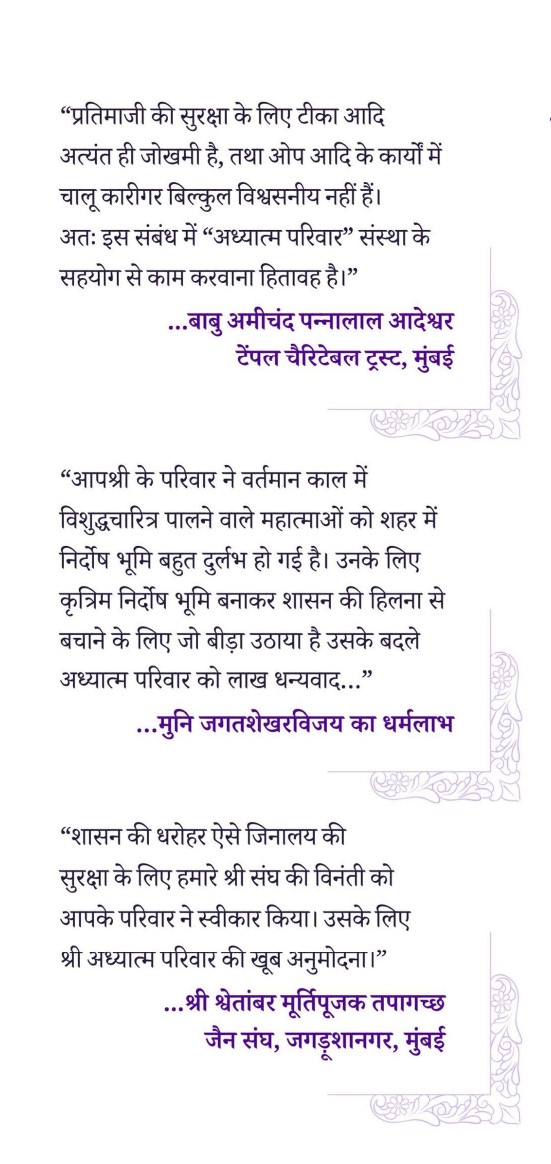 “प्रतिमाजी की सुरक्षा के लिए टीका आदि
अत्यंत ही जोखमी है, तथा ओप आदि के कार्यों में
चालू कारीगर बिल्कुल विश्वसनीय नहीं हैं।
अतः इस संबंध में “अध्यात्म परिवार” संस्था के
सहयोग से काम करवाना हितावह है।”
...बाबु अमीचंद पन्नालाल आदेश्वर
टेंपल चैरिटेबल ट्रस्ट, मुंबई
“आपश्री के परिवार ने वर्तमान काल में
विशुद्धचारित्र पालने वाले महात्माओं को शहर में
निर्दोष भूमि बहुत दुर्लभ हो गई है। उनके लिए
कृत्रिम निर्दोष भूमि बनाकर शासन की हिलना से
बचाने के लिए जो बीड़ा उठाया है उसके बदले
अध्यात्म परिवार को लाख धन्यवाद...”
...मुनि जगतशेखरविजय का धर्मलाभ
“शासन की धरोहर ऐसे जिनालय की
सुरक्षा के लिए हमारे श्री संघ की विनंती को
आपके परिवार ने स्वीकार किया। उसके लिए
श्री अध्यात्म परिवार की खूब अनुमोदना।”
...श्री श्वेतांबर मूर्तिपूजक तपागच्छ
जैन संघ, जगड़ूशानगर, मुंबई